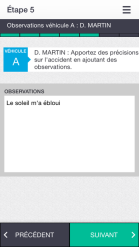 Étape 5
Observations véhicule A : D. MARTIN
VÉHICULE
A
D. MARTIN : Apportez des précisions
sur l'accident en ajoutant des
observations.
OBSERVATIONS
Le soleil m'a ébloui
PRÉCÉDENT
SUIVANT